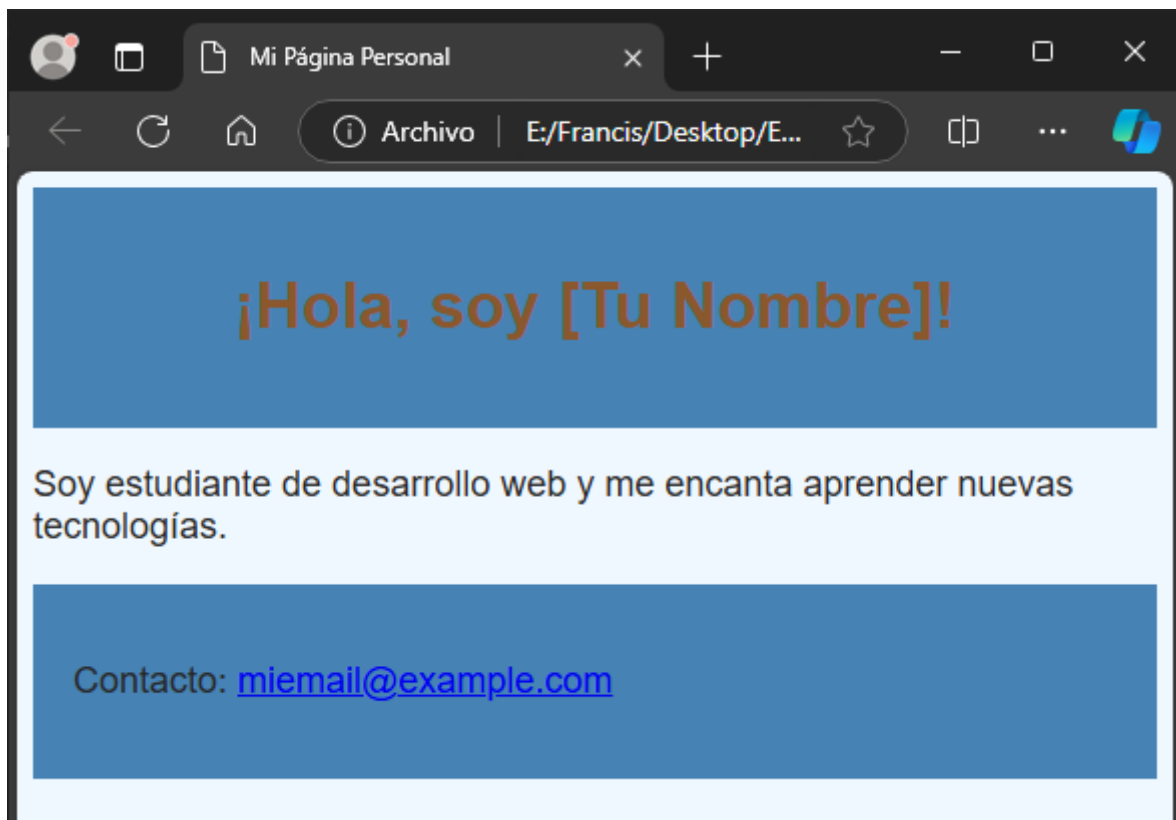 Mi Página Personal
Archivo E:/Francis/Desktop/E...
¡Hola, soy [Tu Nombre]!
Soy estudiante de desarrollo web y me encanta aprender nuevas
tecnologías.
Contacto: miemail@example.com